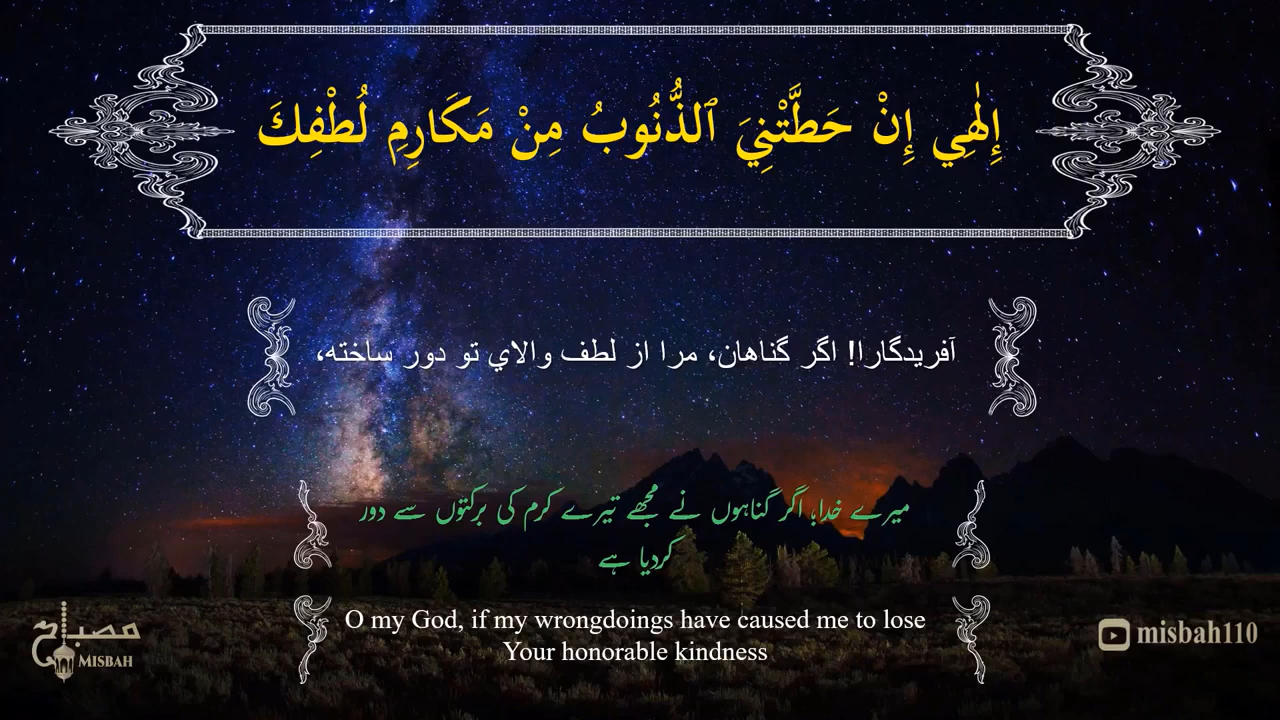 إِلٰهِي إِنْ حَطَّتْنِيَ ٱلذُّنُوبُ مِنْ مَكَارِمِ لُطْفِكَ
آفریدگارا! اگر گناهان، مرا از لطف والاي تو دور ساخته،
میرے خدا، اگر گناہوں نے مجھے تیرے کرم کی برکتوں سے دور
کردیا ہے
O my God, if my wrongdoings have caused me to lose
Your honorable kindness
مصباح
MISBAH
misbah110